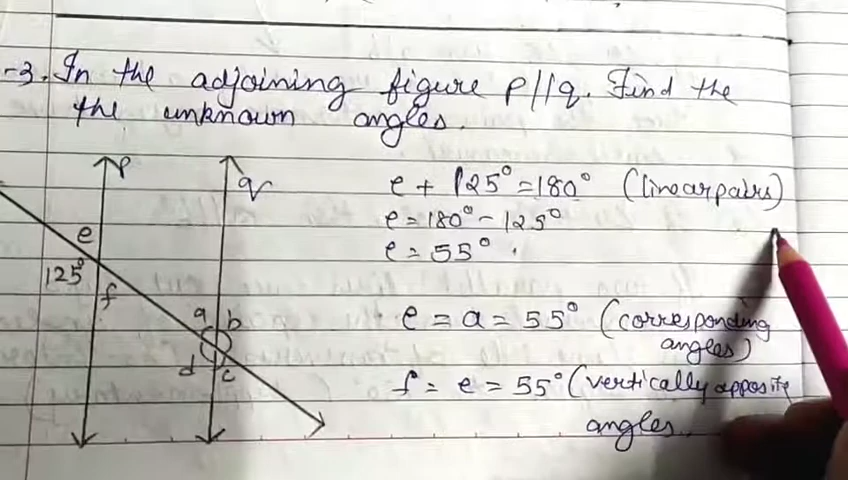 -3. In the adjoining figure p//q. Find the
the unknown angles.
p
q
e + 125° = 180° (linear pairs)
e = 180° - 125°
e = 55°.
e
125°
f
a b
d c
e = a = 55° (corresponding
angles)
f = e = 55° (vertically opposite
angles.